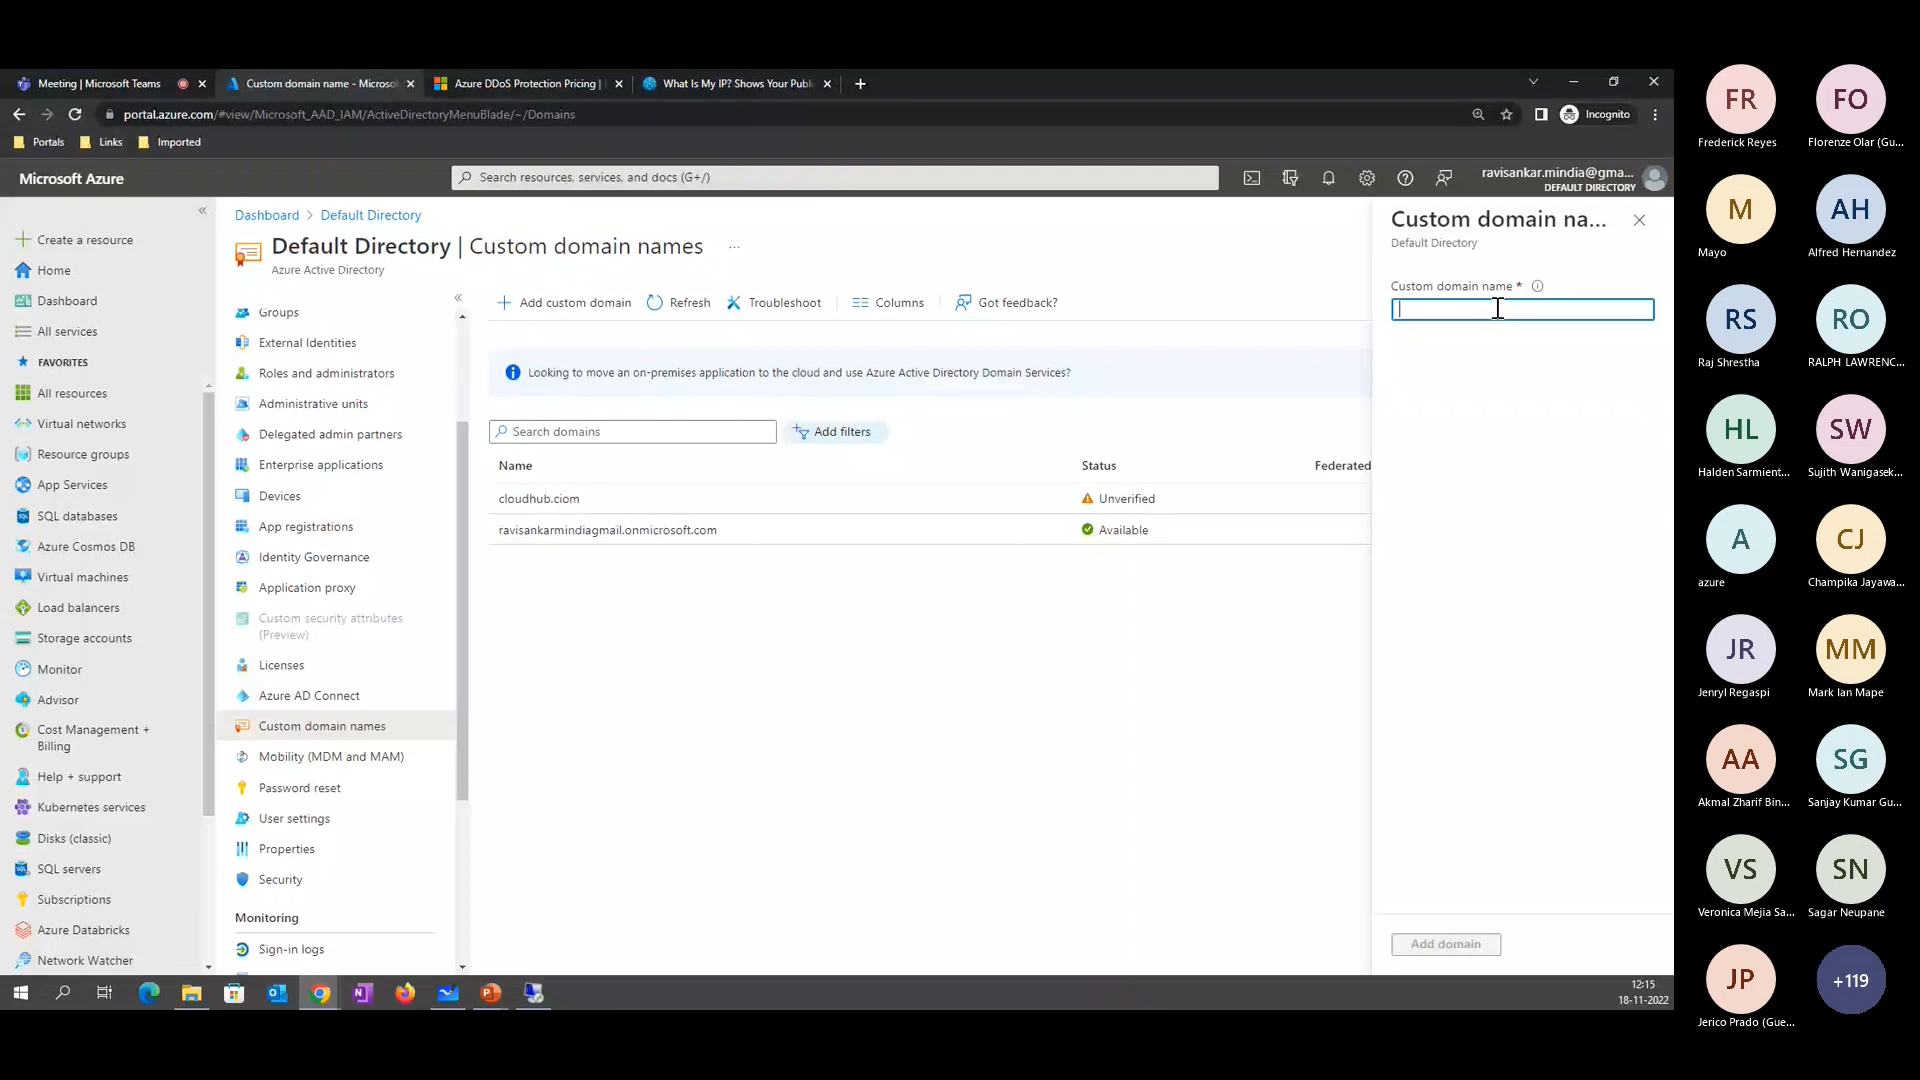 Meeting | Microsoft Teams
Custom domain name - Microso
Azure DDoS Protection Pricing |
What Is My IP? Shows Your Publ
portal.azure.com/#view/Microsoft_AAD_IAM/ActiveDirectoryMenuBlade/~/Domains
Incognito
Portals
Links
Imported
Microsoft Azure
Search resources, services, and docs (G+/)
ravisankar.mindia@gma...
DEFAULT DIRECTORY
Create a resource
Home
Dashboard
All services
FAVORITES
All resources
Virtual networks
Resource groups
App Services
SQL databases
Azure Cosmos DB
Virtual machines
Load balancers
Storage accounts
Monitor
Advisor
Cost Management +
Billing
Help + support
Kubernetes services
Disks (classic)
SQL servers
Subscriptions
Azure Databricks
Network Watcher
Dashboard > Default Directory
Default Directory | Custom domain names ...
Azure Active Directory
Groups
External Identities
Roles and administrators
Administrative units
Delegated admin partners
Enterprise applications
Devices
App registrations
Identity Governance
Application proxy
Custom security attributes
(Preview)
Licenses
Azure AD Connect
Custom domain names
Mobility (MDM and MAM)
Password reset
User settings
Properties
Security
Monitoring
Sign-in logs
Add custom domain
Refresh
Troubleshoot
Columns
Got feedback?
Looking to move an on-premises application to the cloud and use Azure Active Directory Domain Services?
Search domains
Add filters
Name Status Federated
cloudhub.ciom Unverified
ravisankarmindiagmail.onmicrosoft.com Available
Custom domain na...
Default Directory
Custom domain name *
Add domain
12:15
18-11-2022
FR
Frederick Reyes
FO
Florenze Olar (Gu...
M
Mayo
AH
Alfred Hernandez
RS
Raj Shrestha
RO
RALPH LAWRENC...
HL
Halden Sarmient...
SW
Sujith Wanigasek...
A
azure
CJ
Champika Jayawa...
JR
Jenryl Regaspi
MM
Mark Ian Mape
AA
Akmal Zharif Bin...
SG
Sanjay Kumar Gu...
VS
Veronica Mejia Sa...
SN
Sagar Neupane
JP
Jerico Prado (Gue...
+119